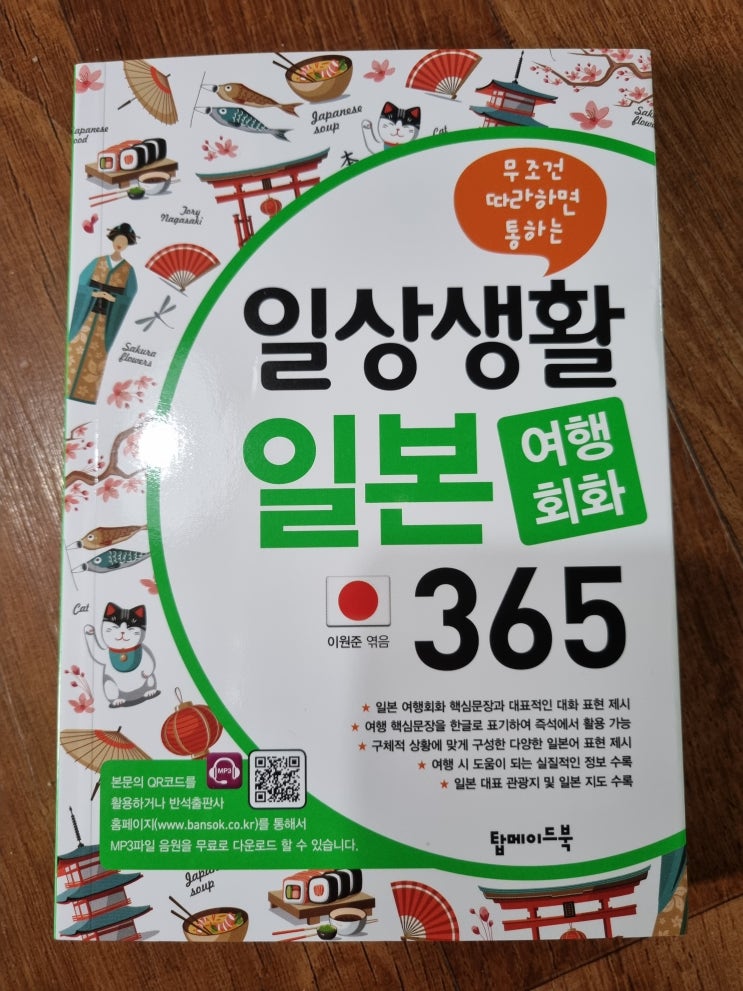 Japanese
soup
Japanese
food
Cat
Sakura
flowers
Tory
Nagasaki
무조건
따라하면
통하는
일상생활
Sakura
flowers
일본
여행
회화
365
이원준 엮음
Cat
★ 일본 여행회화 핵심문장과 대표적인 대화 표현 제시
★ 여행 핵심문장을 한글로 표기하여 즉석에서 활용 가능
★ 구체적 상황에 맞게 구성한 다양한 일본어 표현 제시
★ 여행 시 도움이 되는 실질적인 정보 수록
★ 일본 대표 관광지 및 일본 지도 수록
MP3
본문의 QR코드를
활용하거나 반석출판사
홈페이지(www.bansok.co.kr)를 통해서
MP3파일 음원을 무료로 다운로드 할 수 있습니다.
탑메이드북
soup